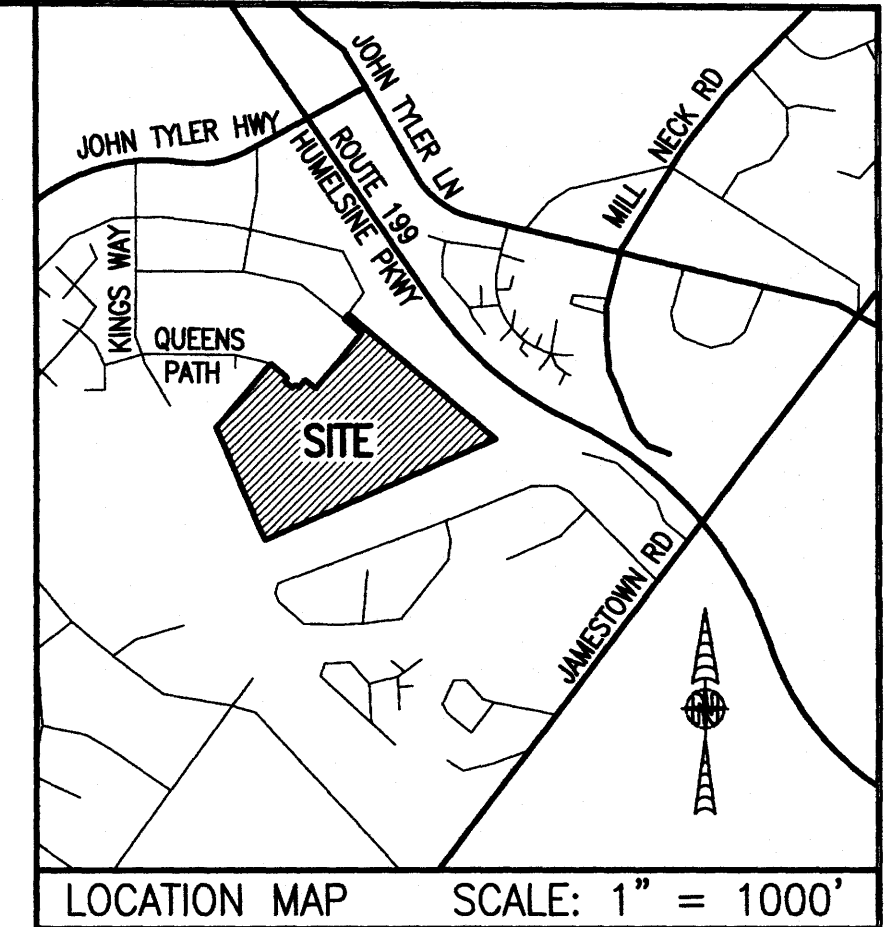 JOHN TYLER HWY
JOHN TYLER LN
ROUTE 199
HUMELSINE PKWY
MILL NECK RD
KINGS WAY
QUEENS
PATH
SITE
JAMESTOWN RD
LOCATION MAP SCALE: 1" = 1000'